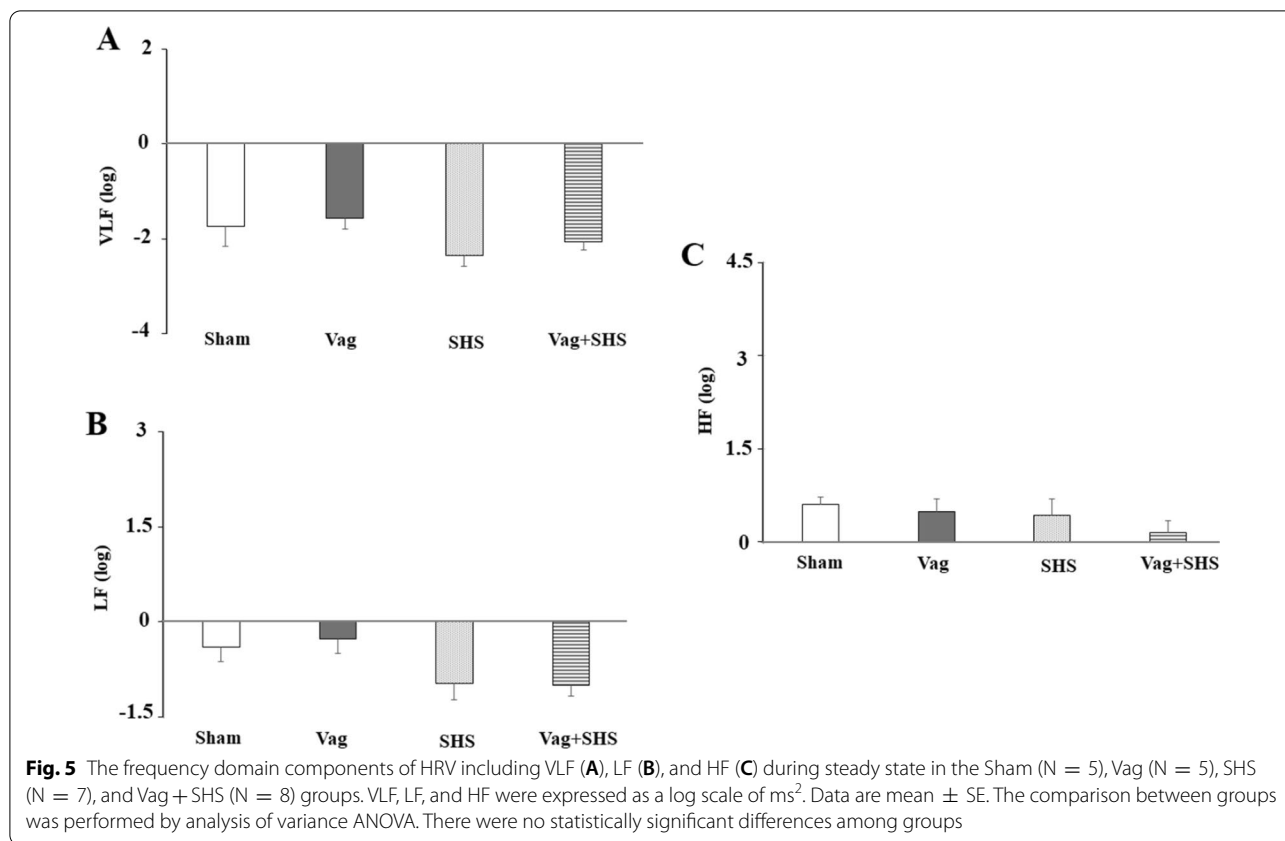 A
2
0
-2
-4
VLF (log)
Sham Vag SHS Vag+SHS
B
3
1.5
0
-1.5
LF (log)
Sham Vag SHS Vag+SHS
C
4.5
3
1.5
0
HF (log)
Sham Vag SHS Vag+SHS
Fig. 5 The frequency domain components of HRV including VLF (A), LF (B), and HF (C) during steady state in the Sham (N = 5), Vag (N = 5), SHS
(N = 7), and Vag + SHS (N = 8) groups. VLF, LF, and HF were expressed as a log scale of ms². Data are mean ± SE. The comparison between groups
was performed by analysis of variance ANOVA. There were no statistically significant differences among groups